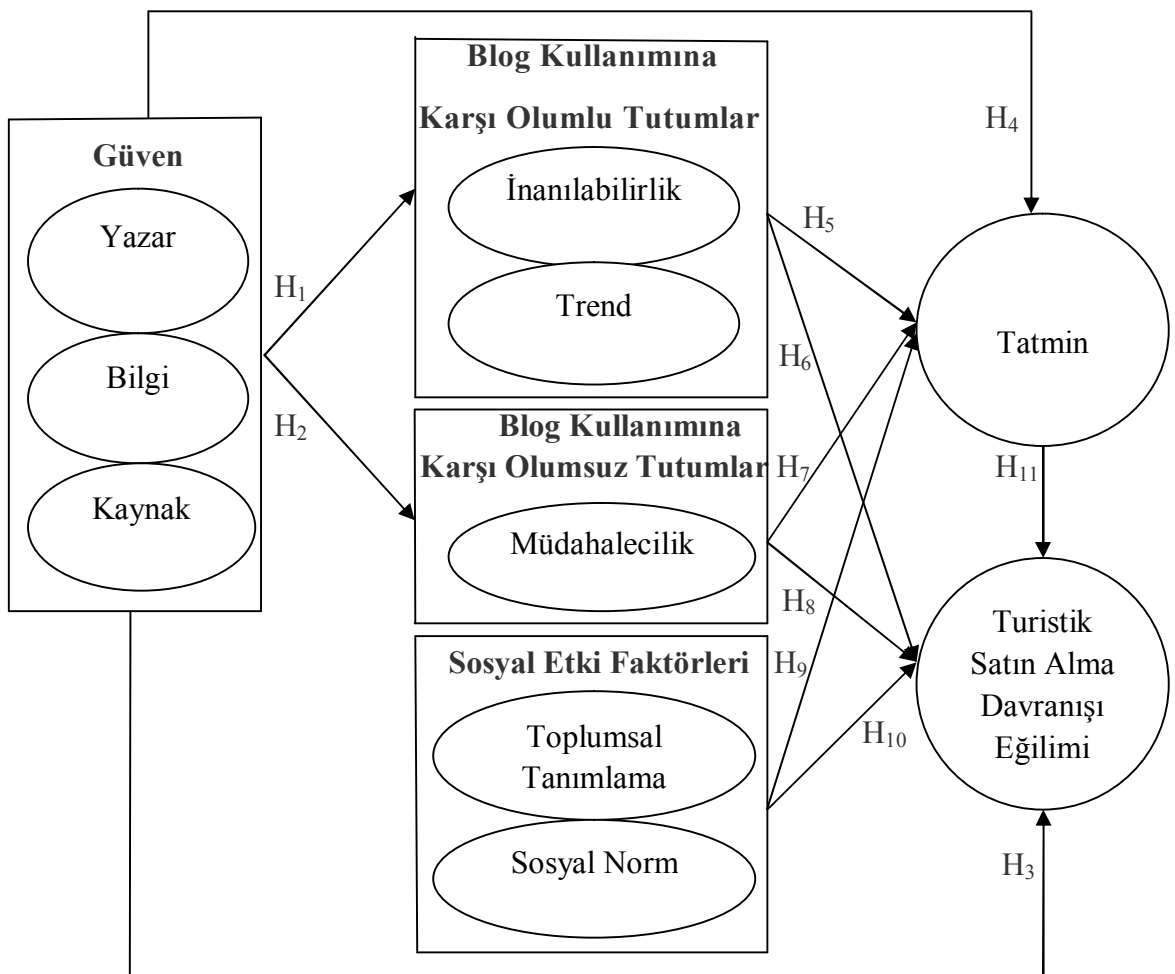 Güven
Yazar
Bilgi
Kaynak
H1
H2
Blog Kullanımına
Karşı Olumlu Tutumlar
İnanılabilirlik
Trend
Blog Kullanımına
Karşı Olumsuz Tutumlar
Müdahalecilik
Sosyal Etki Faktörleri
Toplumsal
Tanımlama
Sosyal Norm
H4
H5
H6
H7
H8
H9
H10
Tatmin
H11
Turistik
Satın Alma
Davranışı
Eğilimi
H3